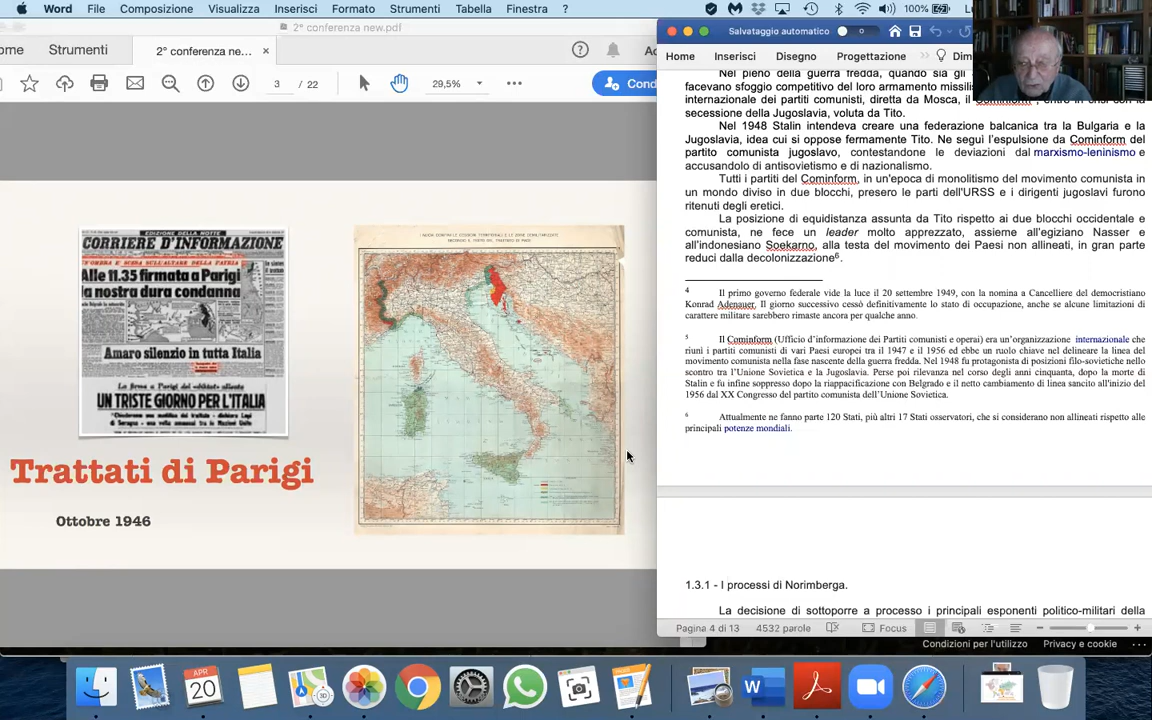 Word File Composizione Visualizza Inserisci Formato Strumenti Tabella Finestra ? 100%
2° conferenza new.pdf
ome Strumenti 2° conferenza ne... ×
3 / 22 29,5% Cond
Salvataggio automatico
Home Inserisci Disegno Progettazione
CORRIERE D'INFORMAZIONE
Alle 11.35 firmata a Parigi
la nostra dura condanna
Amaro silenzio in tutta Italia
UN TRISTE GIORNO PER L'ITALIA
Trattati di Parigi
Ottobre 1946
Nel pieno della guerra fredda, quando sia gli
facevano sfoggio competitivo del loro armamento
internazionale dei partiti comunisti, diretta da Mosca, il
secessione della Jugoslavia, voluta da Tito.
Nel 1948 Stalin intendeva creare una federazione balcanica tra la Bulgaria e la
Jugoslavia, idea cui si oppose fermamente Tito. Ne seguì l'espulsione da Cominform del
partito comunista jugoslavo, contestandone le deviazioni dal marxismo-leninismo e
accusandolo di antisovietismo e di nazionalismo.
Tutti i partiti del Cominform, in un'epoca di monolitismo del movimento comunista in
un mondo diviso in due blocchi, presero le parti dell'URSS e i dirigenti jugoslavi furono
ritenuti degli eretici.
La posizione di equidistanza assunta da Tito rispetto ai due blocchi occidentale e
comunista, ne fece un leader molto apprezzato, assieme all'egiziano Nasser e
all'indonesiano Soekarno, alla testa del movimento dei Paesi non allineati, in gran parte
reduci dalla decolonizzazione6.
4 Il primo governo federale vide la luce il 20 settembre 1949, con la nomina a Cancelliere del democristiano
Konrad Adenauer. Il giorno successivo cessò definitivamente lo stato di occupazione, anche se alcune limitazioni di
carattere militare sarebbero rimaste ancora per qualche anno.
5 Il Cominform (Ufficio d'informazione dei Partiti comunisti e operai) era un'organizzazione internazionale che
riunì i partiti comunisti di vari Paesi europei tra il 1947 e il 1956 ed ebbe un ruolo chiave nel delineare la linea del
movimento comunista nella fase nascente della guerra fredda. Nel 1948 fu protagonista di posizioni filo-sovietiche nello
scontro tra l'Unione Sovietica e la Jugoslavia. Perse poi rilevanza nel corso degli anni cinquanta, dopo la morte di
Stalin e fu infine soppresso dopo la riappacificazione con Belgrado e il netto cambiamento di linea sancito all'inizio del
1956 dal XX Congresso del partito comunista dell'Unione Sovietica.
6 Attualmente ne fanno parte 120 Stati, più altri 17 Stati osservatori, che si considerano non allineati rispetto alle
principali potenze mondiali.
1.3.1 - I processi di Norimberga.
La decisione di sottoporre a processo i principali esponenti politico-militari della
Pagina 4 di 13 4532 parole Focus
Condizioni per l'utilizzo Privacy e cookie
APR
20
3D